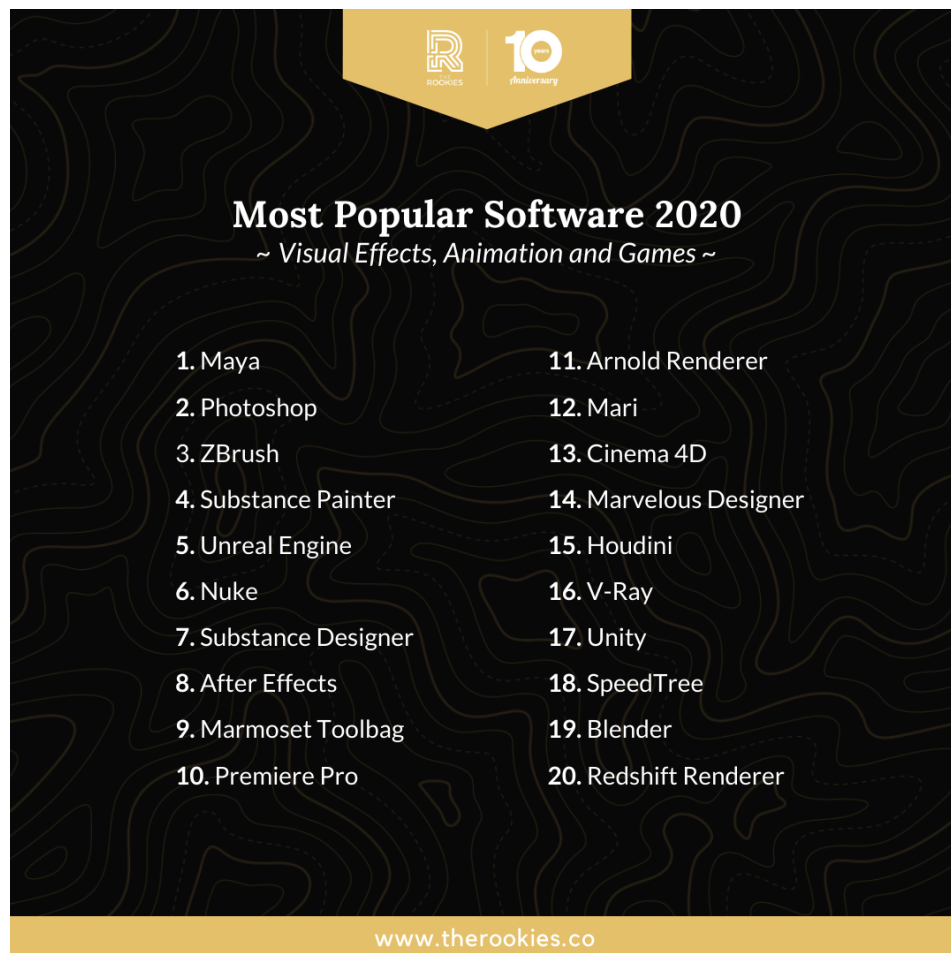 THE
ROOKIES
10
years
Anniversary
Most Popular Software 2020
~ Visual Effects, Animation and Games ~
1. Maya
2. Photoshop
3. ZBrush
4. Substance Painter
5. Unreal Engine
6. Nuke
7. Substance Designer
8. After Effects
9. Marmoset Toolbag
10. Premiere Pro
11. Arnold Renderer
12. Mari
13. Cinema 4D
14. Marvelous Designer
15. Houdini
16. V-Ray
17. Unity
18. SpeedTree
19. Blender
20. Redshift Renderer
www.therookies.co